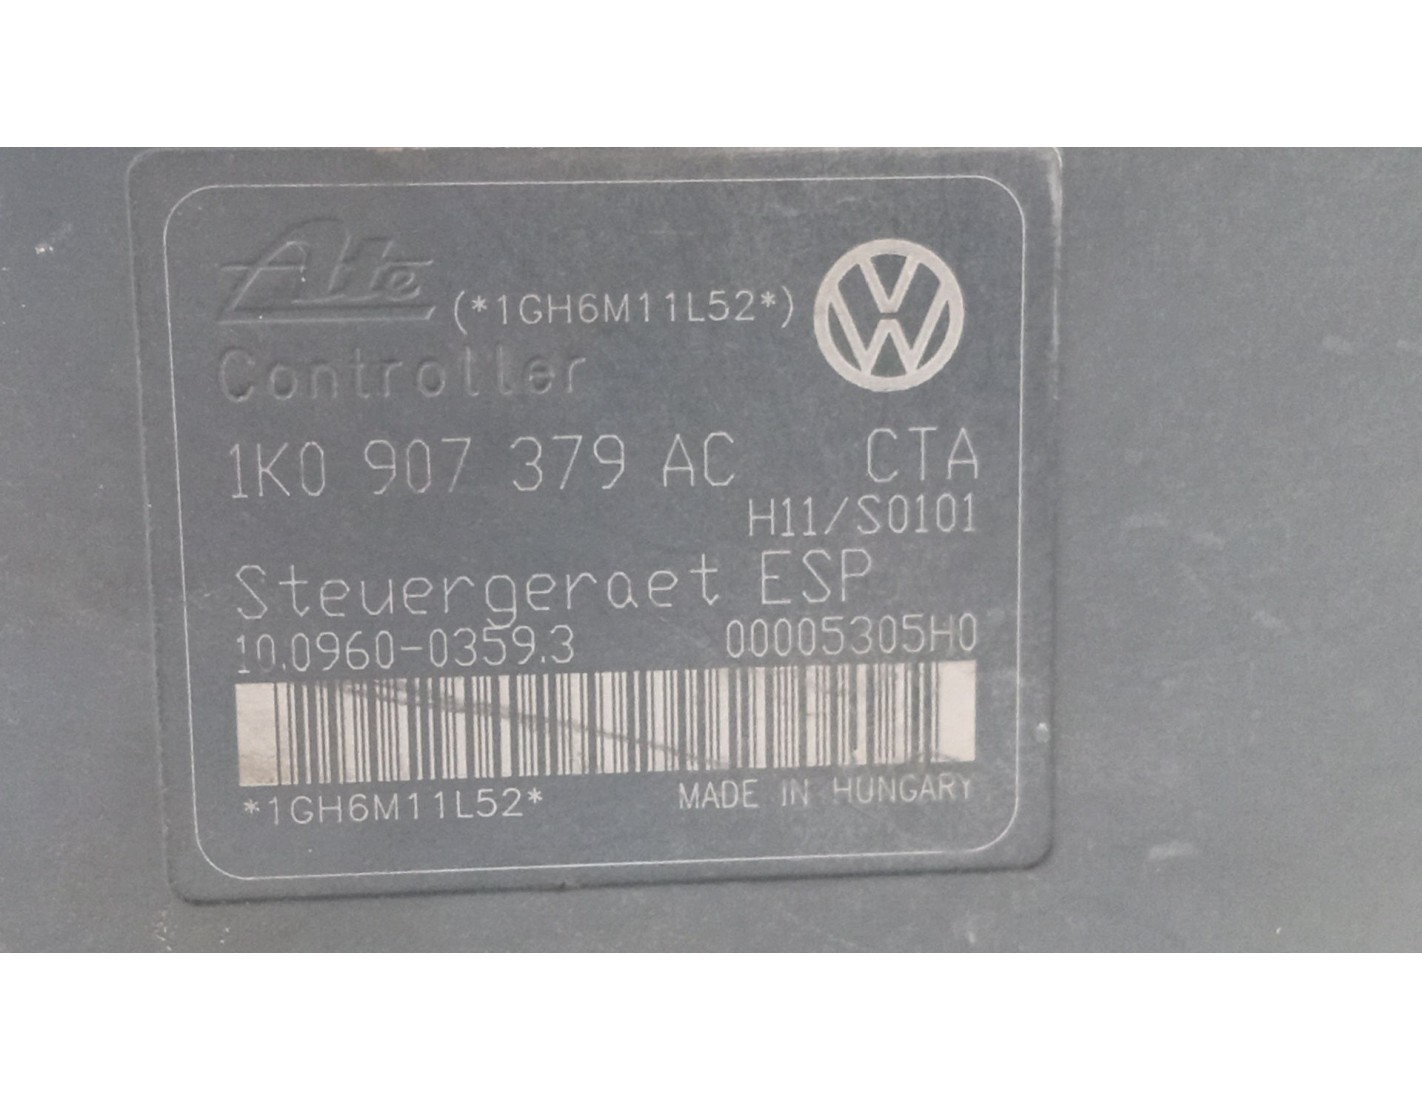 Ate
(*1GH6M11L52*)
Controller
1K0 907 379 AC CTA
H11/S0101
Steuergeraet ESP
10.0960-0359.3 00005305H0
*1GH6M11L52* MADE IN HUNGARY